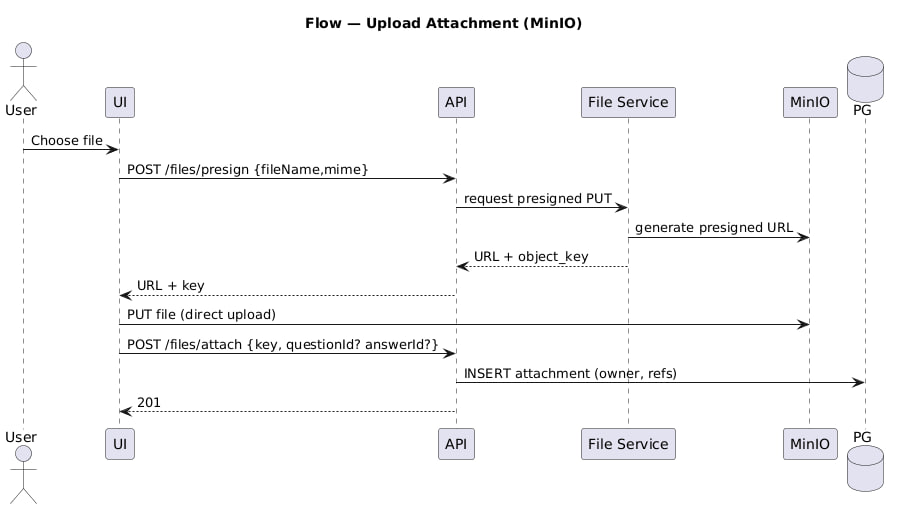 Flow — Upload Attachment (MinIO)
User
UI
API
File Service
MinIO
PG
Choose file
POST /files/presign {fileName,mime}
request presigned PUT
generate presigned URL
URL + object_key
URL + key
PUT file (direct upload)
POST /files/attach {key, questionId? answerId?}
INSERT attachment (owner, refs)
201
User
UI
API
File Service
MinIO
PG